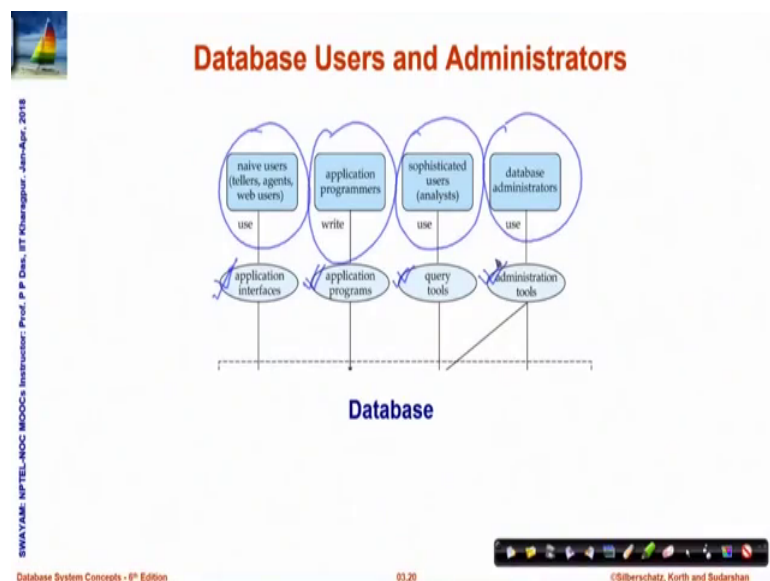 Database Users and Administrators
SWAYAM: NPTEL-NOC MOOCs Instructor: Prof. P P Das, IIT Kharagpur. Jan-Apr, 2018
naive users
(tellers, agents,
web users)
application
programmers
sophisticated
users
(analysts)
database
administrators
use
write
use
use
application
interfaces
application
programs
query
tools
administration
tools
Database
Database System Concepts - 6th Edition
03.20
©Silberschatz, Korth and Sudarshan